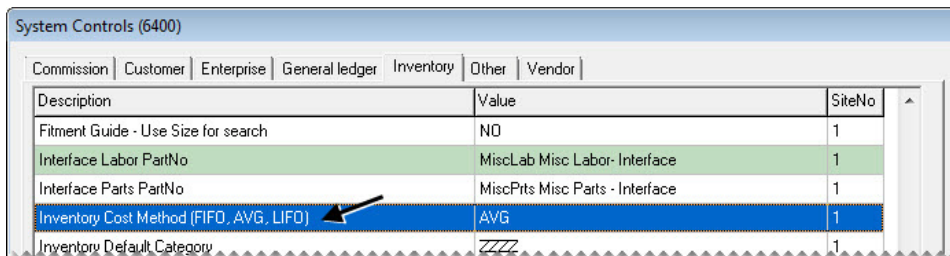 System Controls (6400)
Commission Customer Enterprise General ledger Inventory Other Vendor
Description Value SiteNo
Fitment Guide - Use Size for search NO 1
Interface Labor PartNo MiscLab Misc Labor- Interface 1
Interface Parts PartNo MiscPrts Misc Parts - Interface 1
Inventory Cost Method (FIFO, AVG, LIFO) AVG 1
Inventory Default Category ZZZZ 1